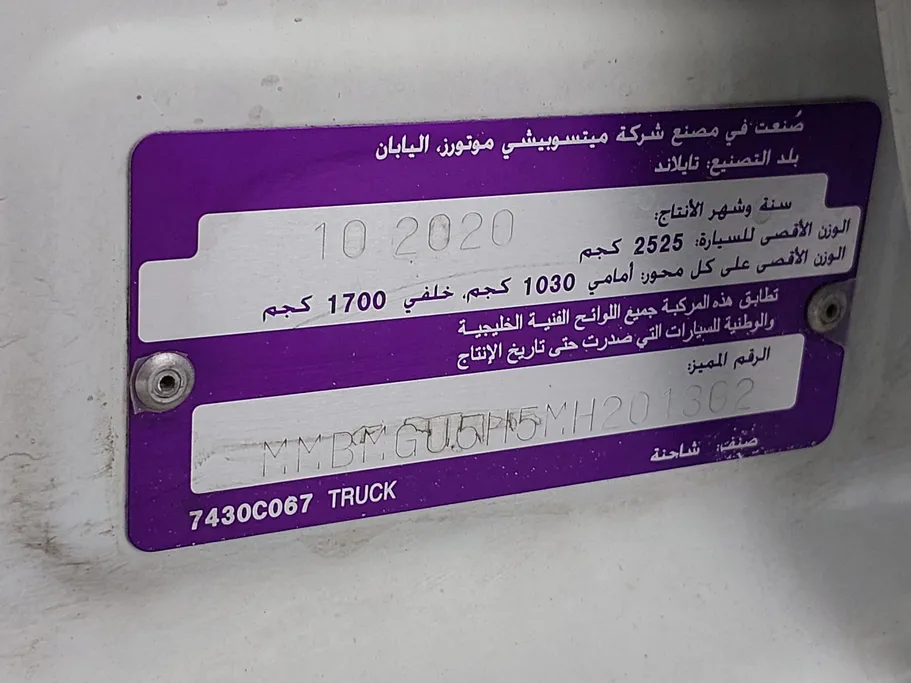 صُنعت في مصنع شركة ميتسوبيشي موتورز، اليابان
بلد التصنيع: تايلاند
سنة وشهر الأنتاج: 10 2020
الوزن الأقصى للسيارة: 2525 كجم
الوزن الأقصى على كل محور: أمامي 1030 كجم، خلفي 1700 كجم
تطابق هذه المركبة جميع اللوائح الفنية الخليجية
والوطنية للسيارات التي صدرت حتى تاريخ الإنتاج
الرقم المميز:
MMBMGU5H5MH201362
صنف: شاحنة
7430C067 TRUCK